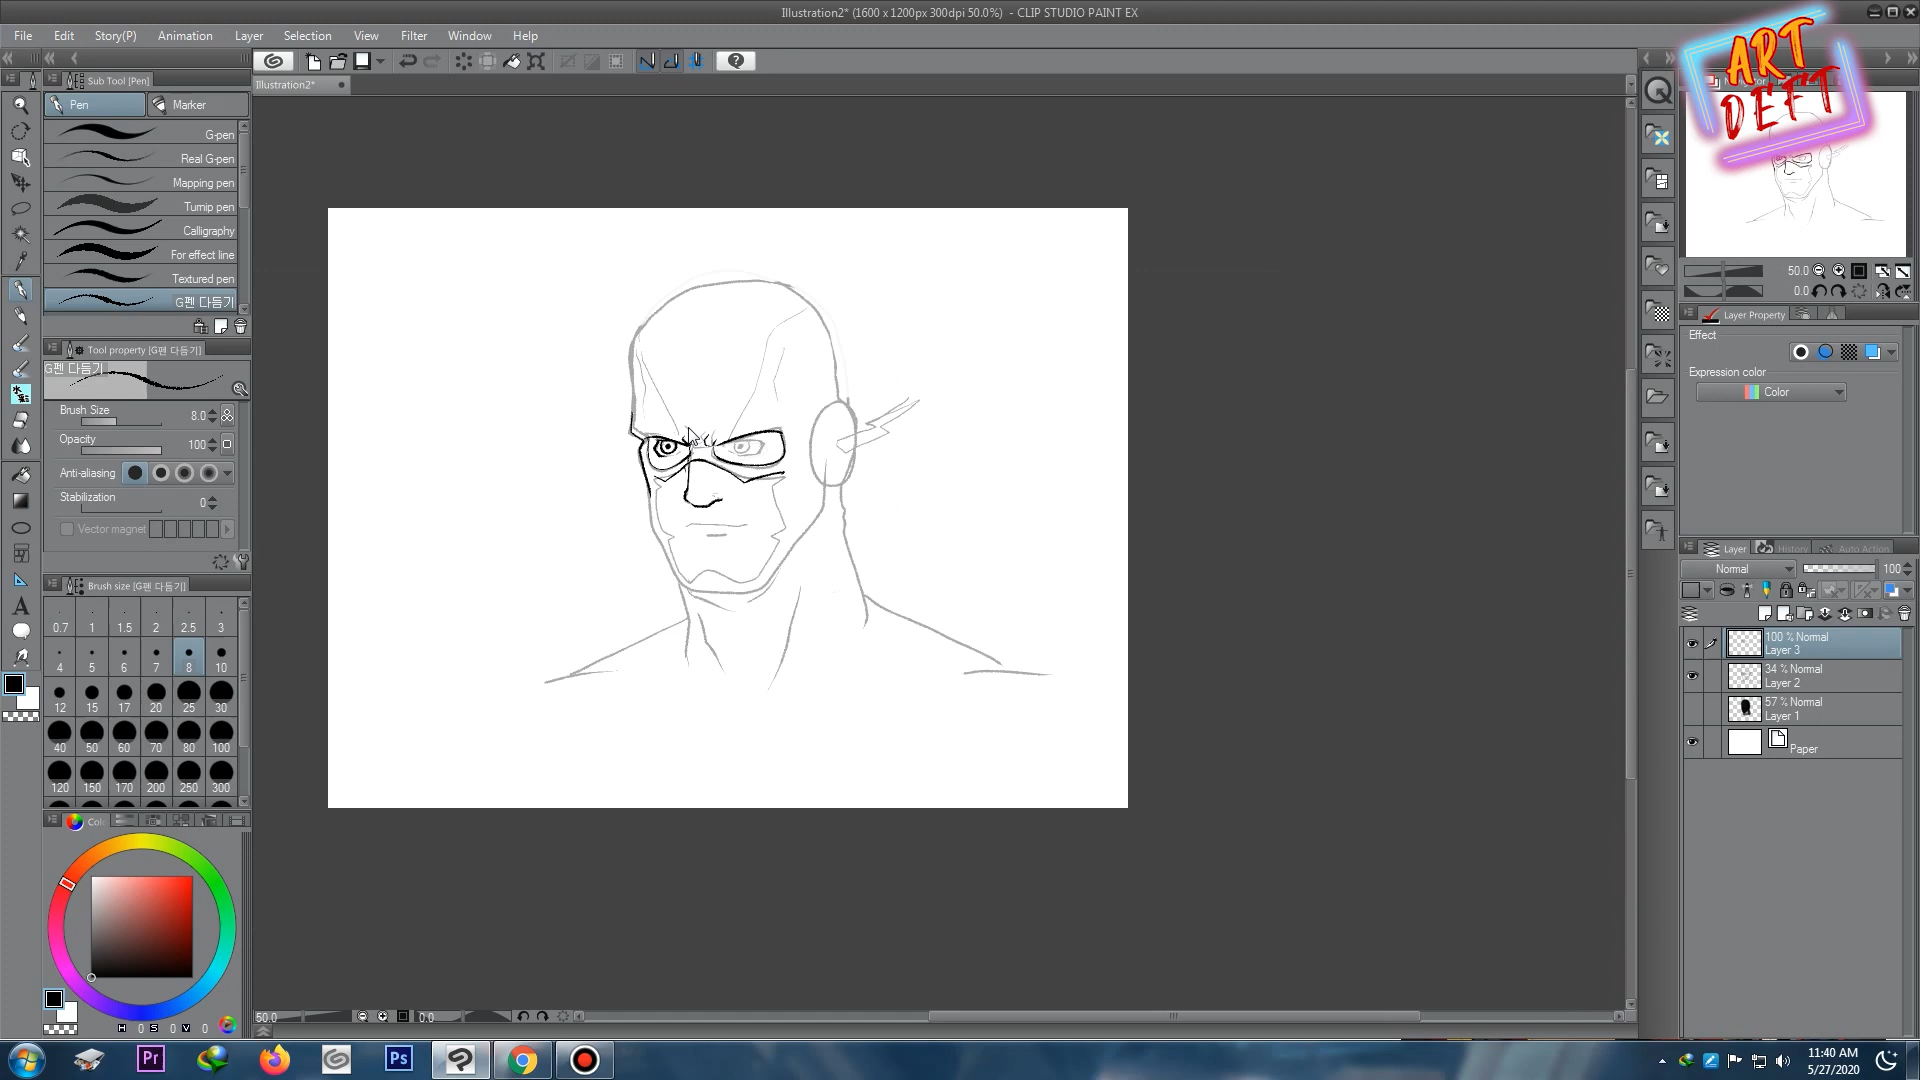 Illustration2* (1600 x 1200px 300dpi 50.0%) - CLIP STUDIO PAINT EX
File Edit Story(P) Animation Layer Selection View Filter Window Help
ART
DEFT
Sub Tool [Pen]
Illustration2*
Pen Marker
G-pen
Real G-pen
Mapping pen
Turnip pen
Calligraphy
For effect line
Textured pen
G펜 다듬기
Tool property [G펜 다듬기]
G펜 다듬기
Brush Size 8.0
Opacity 100
Anti-aliasing
Stabilization 0
Vector magnet
Brush size [G펜 다듬기]
0.7 1 1.5 2 2.5 3
4 5 6 7 8 10
12 15 17 20 25 30
40 50 60 70 80 100
120 150 170 200 250 300
Colo
H 0 S 0 V 0
50.0 0.0
50.0
0.0
Layer Property
Effect
Expression color
Color
Layer History Auto Action
Normal 100
100 % Normal
Layer 3
34 % Normal
Layer 2
57 % Normal
Layer 1
Paper
Pr
Ps
11:40 AM
5/27/2020